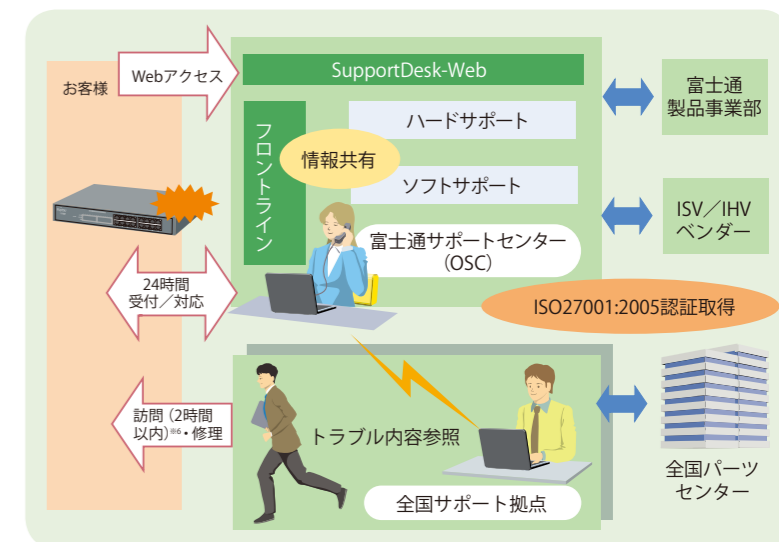 お客様
Webアクセス
SupportDesk-Web
フロントライン
ハードサポート
情報共有
ソフトサポート
富士通サポートセンター
（OSC）
富士通
製品事業部
ISV／IHV
ベンダー
24時間
受付／対応
ISO27001:2005認証取得
訪問（2時間
以内）※6・修理
トラブル内容参照
全国サポート拠点
全国パーツ
センター